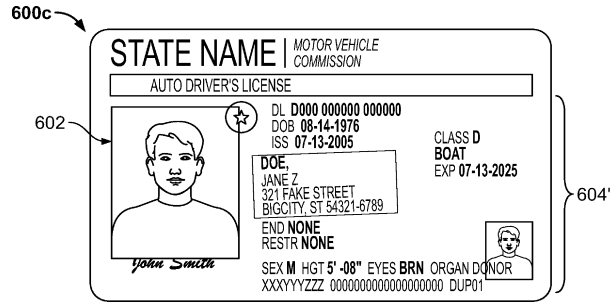 600c
STATE NAME
MOTOR VEHICLE
COMMISSION
AUTO DRIVER'S LICENSE
602
DL D000 000000 000000
DOB 08-14-1976
ISS 07-13-2005
CLASS D
BOAT
EXP 07-13-2025
DOE,
JANE Z
321 FAKE STREET
BIGCITY, ST 54321-6789
604'
END NONE
RESTR NONE
John Smith
SEX M HGT 5' -08" EYES BRN ORGAN DONOR
XXXYYYZZZ 0000000000000000000 DUP01